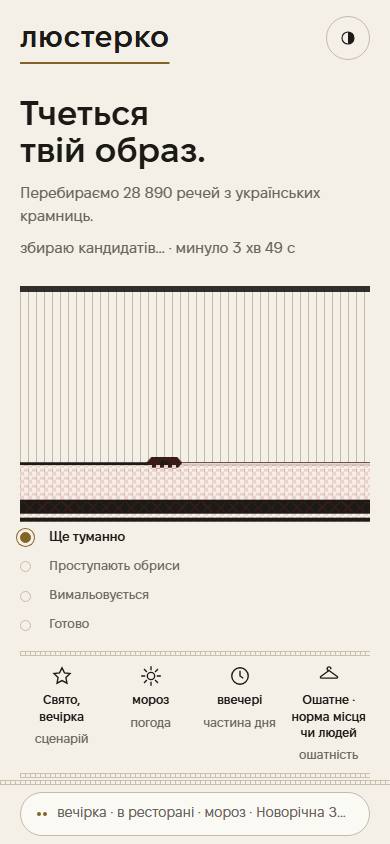 люстерко
Тчеться
твій образ.
Перебираємо 28 890 речей з українських
крамниць.
збираю кандидатів… · минуло 3 хв 49 с
Ще туманно
Проступають обриси
Вимальовується
Готово
Свято,
вечірка
сценарій
мороз
погода
ввечері
частина дня
Ошатне ·
норма місця
чи людей
ошатність
вечірка · в ресторані · мороз · Новорічна З…